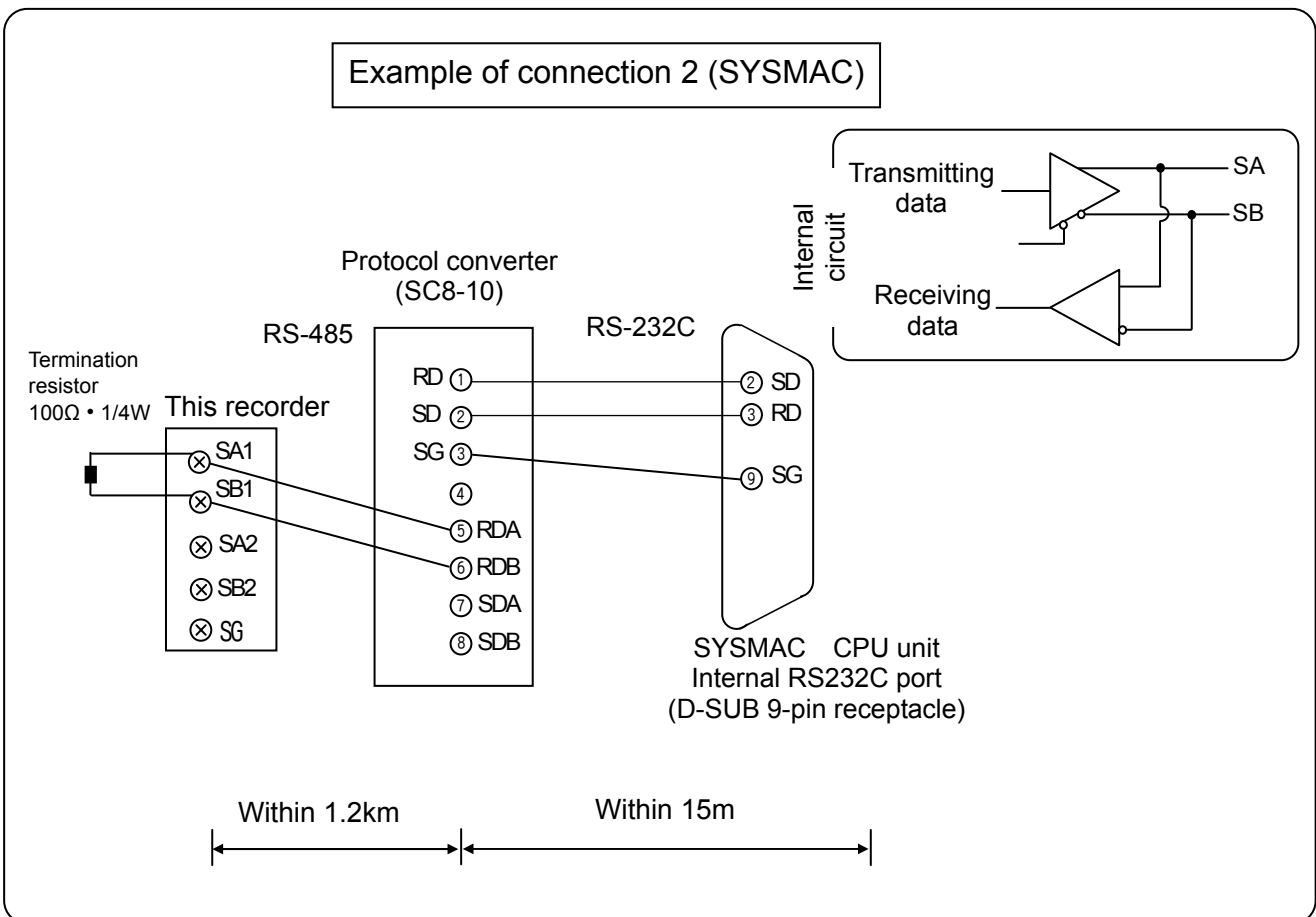 Example of connection 2 (SYSMAC)
Transmitting
data
SA
SB
Internal
circuit
Receiving
data
Protocol converter
(SC8-10)
RS-485
RS-232C
Termination
resistor
100Ω • 1/4W
This recorder
SA1
SB1
SA2
SB2
SG
RD 1
SD 2
SG 3
4
5 RDA
6 RDB
7 SDA
8 SDB
2 SD
3 RD
9 SG
SYSMAC CPU unit
Internal RS232C port
(D-SUB 9-pin receptacle)
Within 1.2km
Within 15m